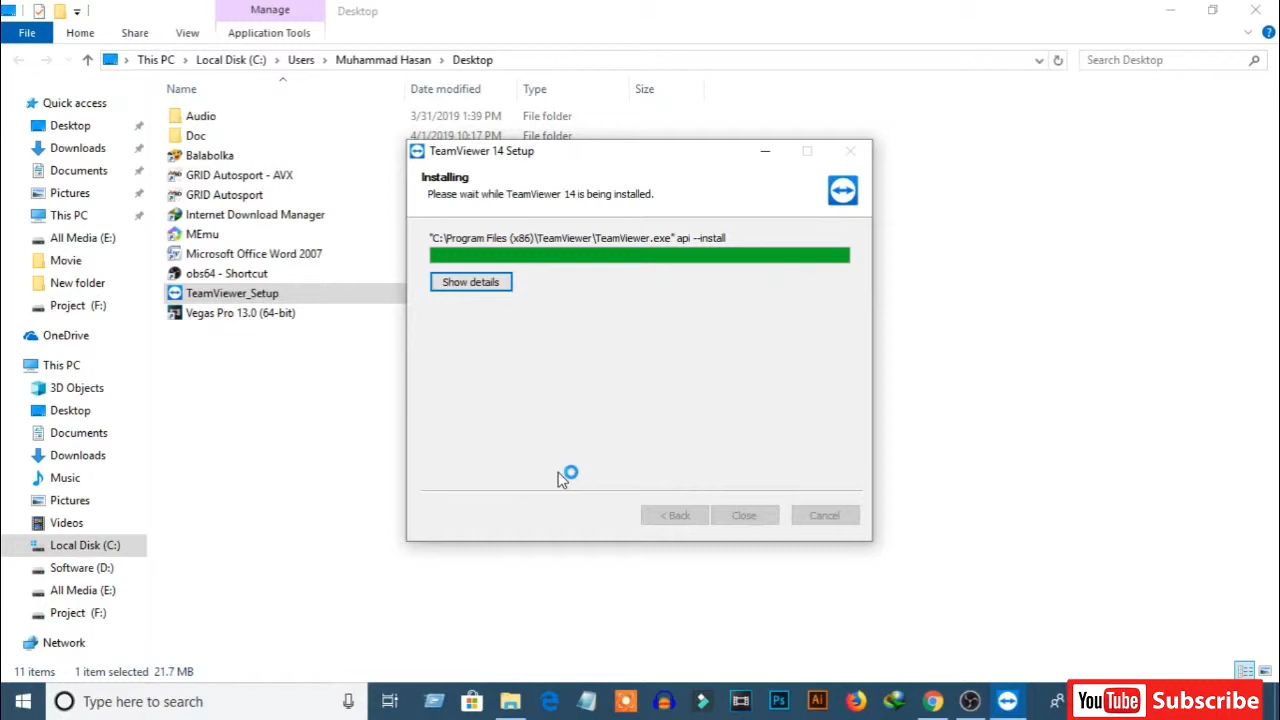 Manage
Desktop
File
Home
Share
View
Application Tools
This PC
Local Disk (C:)
Users
Muhammad Hasan
Desktop
Search Desktop
Name
Date modified
Type
Size
Quick access
Desktop
Downloads
Documents
Pictures
This PC
All Media (E:)
Movie
New folder
Project (F:)
OneDrive
This PC
3D Objects
Desktop
Documents
Downloads
Music
Pictures
Videos
Local Disk (C:)
Software (D:)
All Media (E:)
Project (F:)
Network
Audio
3/31/2019 1:39 PM
File folder
Doc
4/1/2019 10:17 PM
File folder
Balabolka
GRID Autosport - AVX
GRID Autosport
Internet Download Manager
MEmu
Microsoft Office Word 2007
obs64 - Shortcut
TeamViewer_Setup
Vegas Pro 13.0 (64-bit)
TeamViewer 14 Setup
Installing
Please wait while TeamViewer 14 is being installed.
"C:\Program Files (x86)\TeamViewer\TeamViewer.exe" api --install
Show details
< Back
Close
Cancel
11 items
1 item selected 21.7 MB
Type here to search
Ps
Ai
YouTube Subscribe